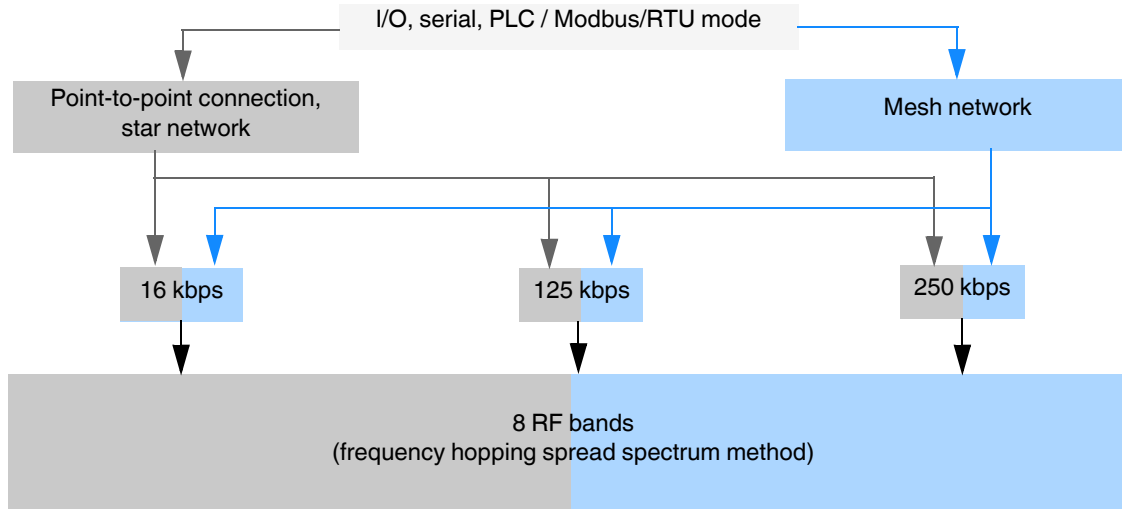 I/O, serial, PLC / Modbus/RTU mode
Point-to-point connection,
star network
Mesh network
16 kbps
125 kbps
250 kbps
8 RF bands
(frequency hopping spread spectrum method)